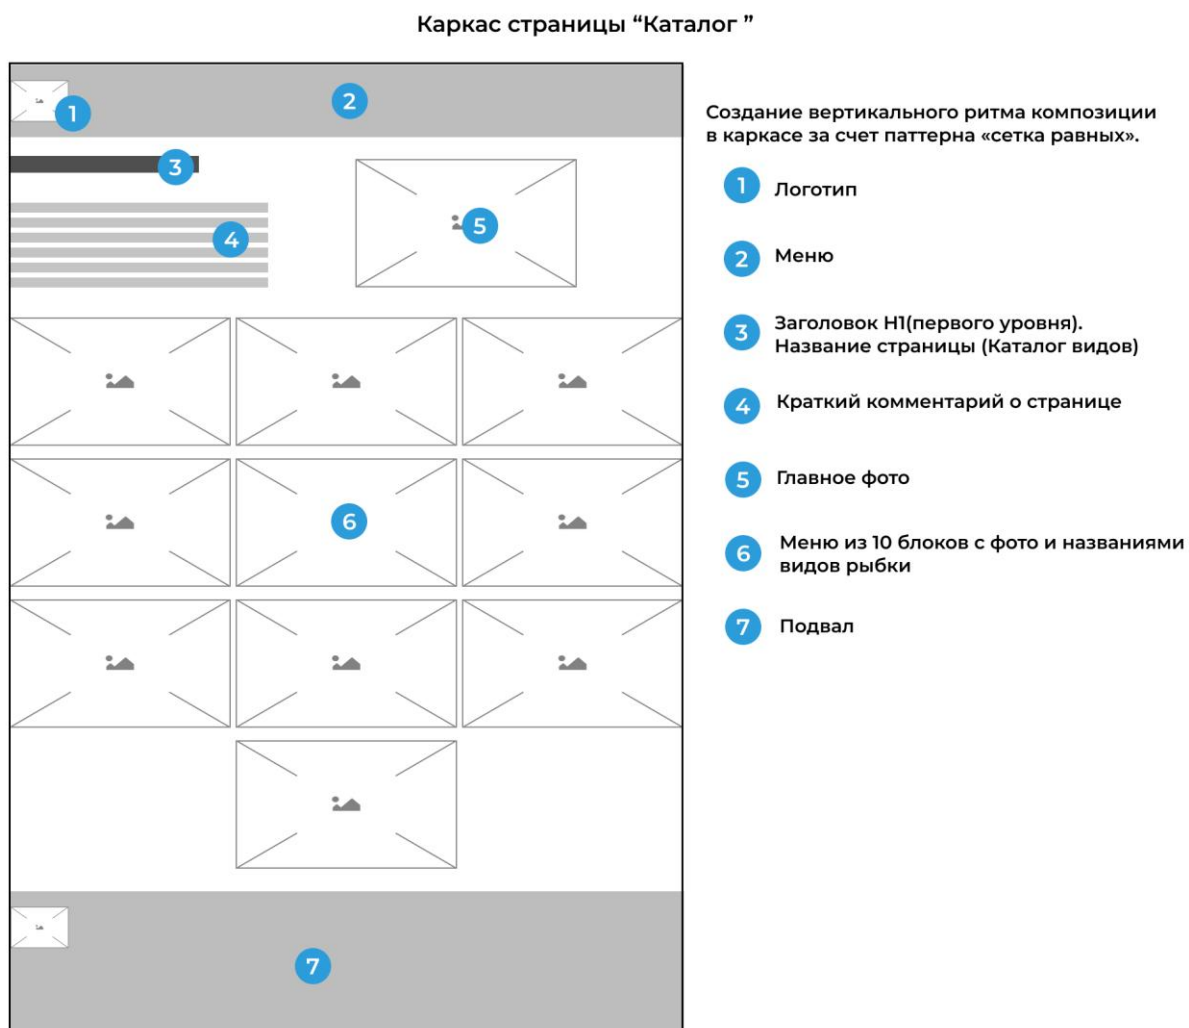 Каркас страницы “Каталог ”
1
2
3
4
5
6
7
Создание вертикального ритма композиции
в каркасе за счет паттерна «сетка равных».
1 Логотип
2 Меню
3 Заголовок H1(первого уровня).
Название страницы (Каталог видов)
4 Краткий комментарий о странице
5 Главное фото
6 Меню из 10 блоков с фото и названиями
видов рыбки
7 Подвал